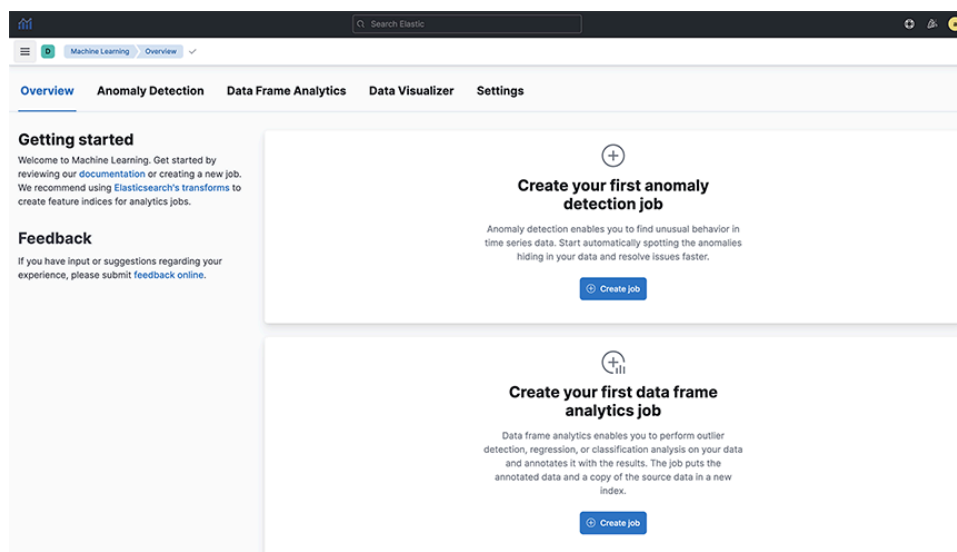 Search Elastic
D Machine Learning Overview
Overview Anomaly Detection Data Frame Analytics Data Visualizer Settings
Getting started
Welcome to Machine Learning. Get started by
reviewing our documentation or creating a new job.
We recommend using Elasticsearch's transforms to
create feature indices for analytics jobs.
Feedback
If you have input or suggestions regarding your
experience, please submit feedback online.
Create your first anomaly
detection job
Anomaly detection enables you to find unusual behavior in
time series data. Start automatically spotting the anomalies
hiding in your data and resolve issues faster.
Create job
Create your first data frame
analytics job
Data frame analytics enables you to perform outlier
detection, regression, or classification analysis on your data
and annotates it with the results. The job puts the
annotated data and a copy of the source data in a new
index.
Create job